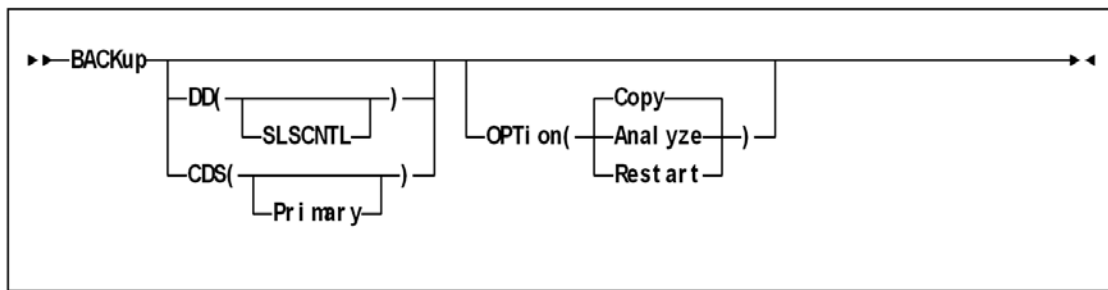 BACKup
DD( )
SLSCNTL
CDS( )
Primary
OPTion( )
Copy
Analyze
Restart